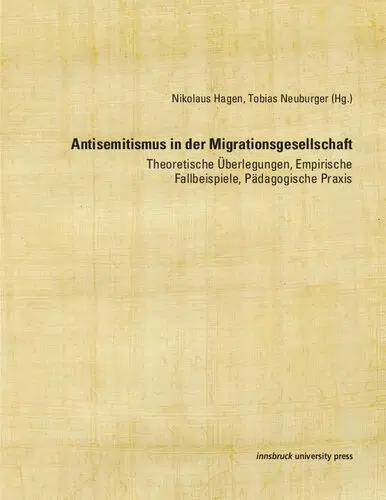 Nikolaus Hagen, Tobias Neuburger (Hg.)
Antisemitismus in der Migrationsgesellschaft
Theoretische Überlegungen, Empirische
Fallbeispiele, Pädagogische Praxis
innsbruck university press